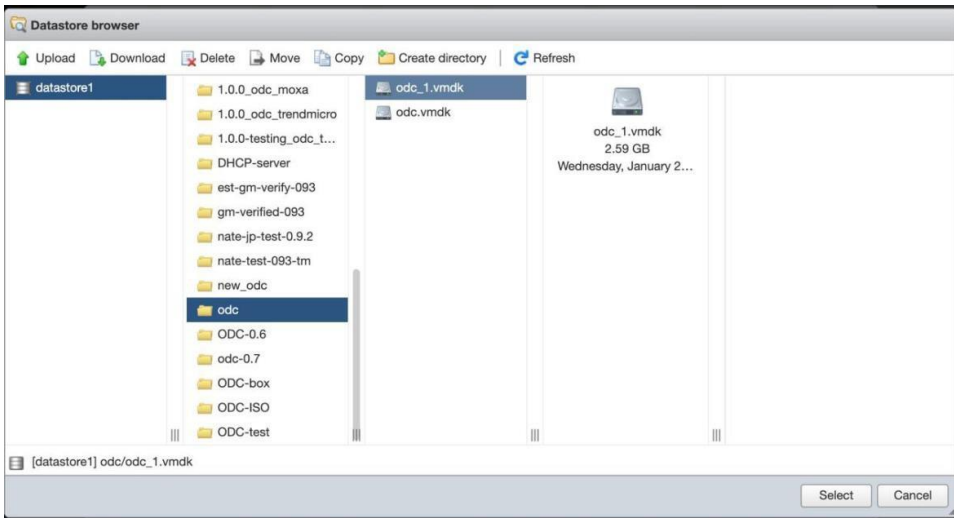 Datastore browser
Upload Download Delete Move Copy Create directory Refresh
datastore1
1.0.0_odc_moxa
1.0.0_odc_trendmicro
1.0.0-testing_odc_t...
DHCP-server
est-gm-verify-093
gm-verified-093
nate-jp-test-0.9.2
nate-test-093-tm
new_odc
odc
ODC-0.6
odc-0.7
ODC-box
ODC-ISO
ODC-test
odc_1.vmdk
odc.vmdk
odc_1.vmdk
2.59 GB
Wednesday, January 2...
[datastore1] odc/odc_1.vmdk
Select Cancel